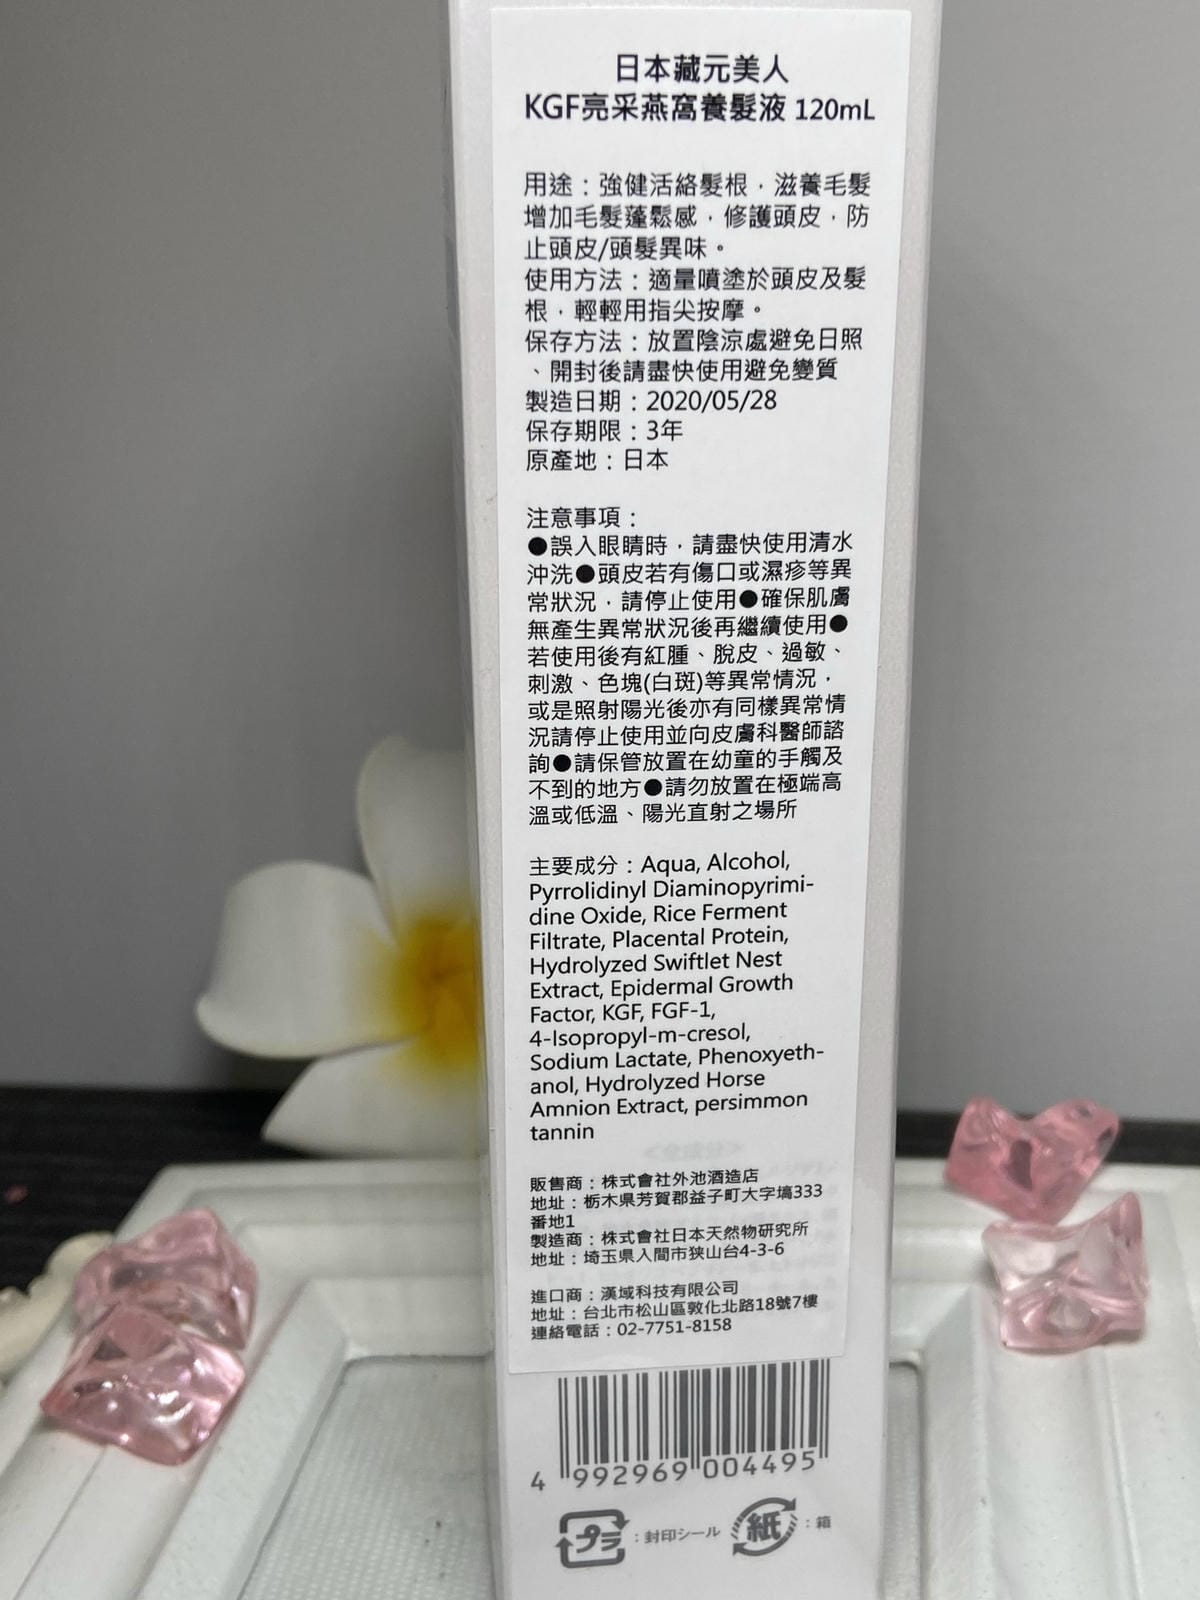 日本藏元美人
KGF亮采燕窩養髮液 120mL
用途：強健活絡髮根，滋養毛髮
增加毛髮蓬鬆感，修護頭皮，防
止頭皮/頭髮異味。
使用方法：適量噴塗於頭皮及髮
根，輕輕用指尖按摩。
保存方法：放置陰涼處避免日照
、開封後請盡快使用避免變質
製造日期：2020/05/28
保存期限：3年
原產地：日本
注意事項：
●誤入眼睛時，請盡快使用清水
沖洗●頭皮若有傷口或濕疹等異
常狀況，請停止使用●確保肌膚
無產生異常狀況後再繼續使用●
若使用後有紅腫、脫皮、過敏、
刺激、色塊(白斑)等異常情況，
或是照射陽光後亦有同樣異常情
況請停止使用並向皮膚科醫師諮
詢●請保管放置在幼童的手觸及
不到的地方●請勿放置在極端高
溫或低溫、陽光直射之場所
主要成分：Aqua, Alcohol,
Pyrrolidinyl Diaminopyrimi-
dine Oxide, Rice Ferment
Filtrate, Placental Protein,
Hydrolyzed Swiftlet Nest
Extract, Epidermal Growth
Factor, KGF, FGF-1,
4-Isopropyl-m-cresol,
Sodium Lactate, Phenoxyeth-
anol, Hydrolyzed Horse
Amnion Extract, persimmon
tannin
販售商：株式會社外池酒造店
地址：栃木県芳賀郡益子町大字塙333
番地1
製造商：株式會社日本天然物研究所
地址：埼玉県入間市狭山台4-3-6
進口商：漢域科技有限公司
地址：台北市松山區敦化北路18號7樓
連絡電話：02-7751-8158
4 992969 004495
プラ：封印シール 紙：箱